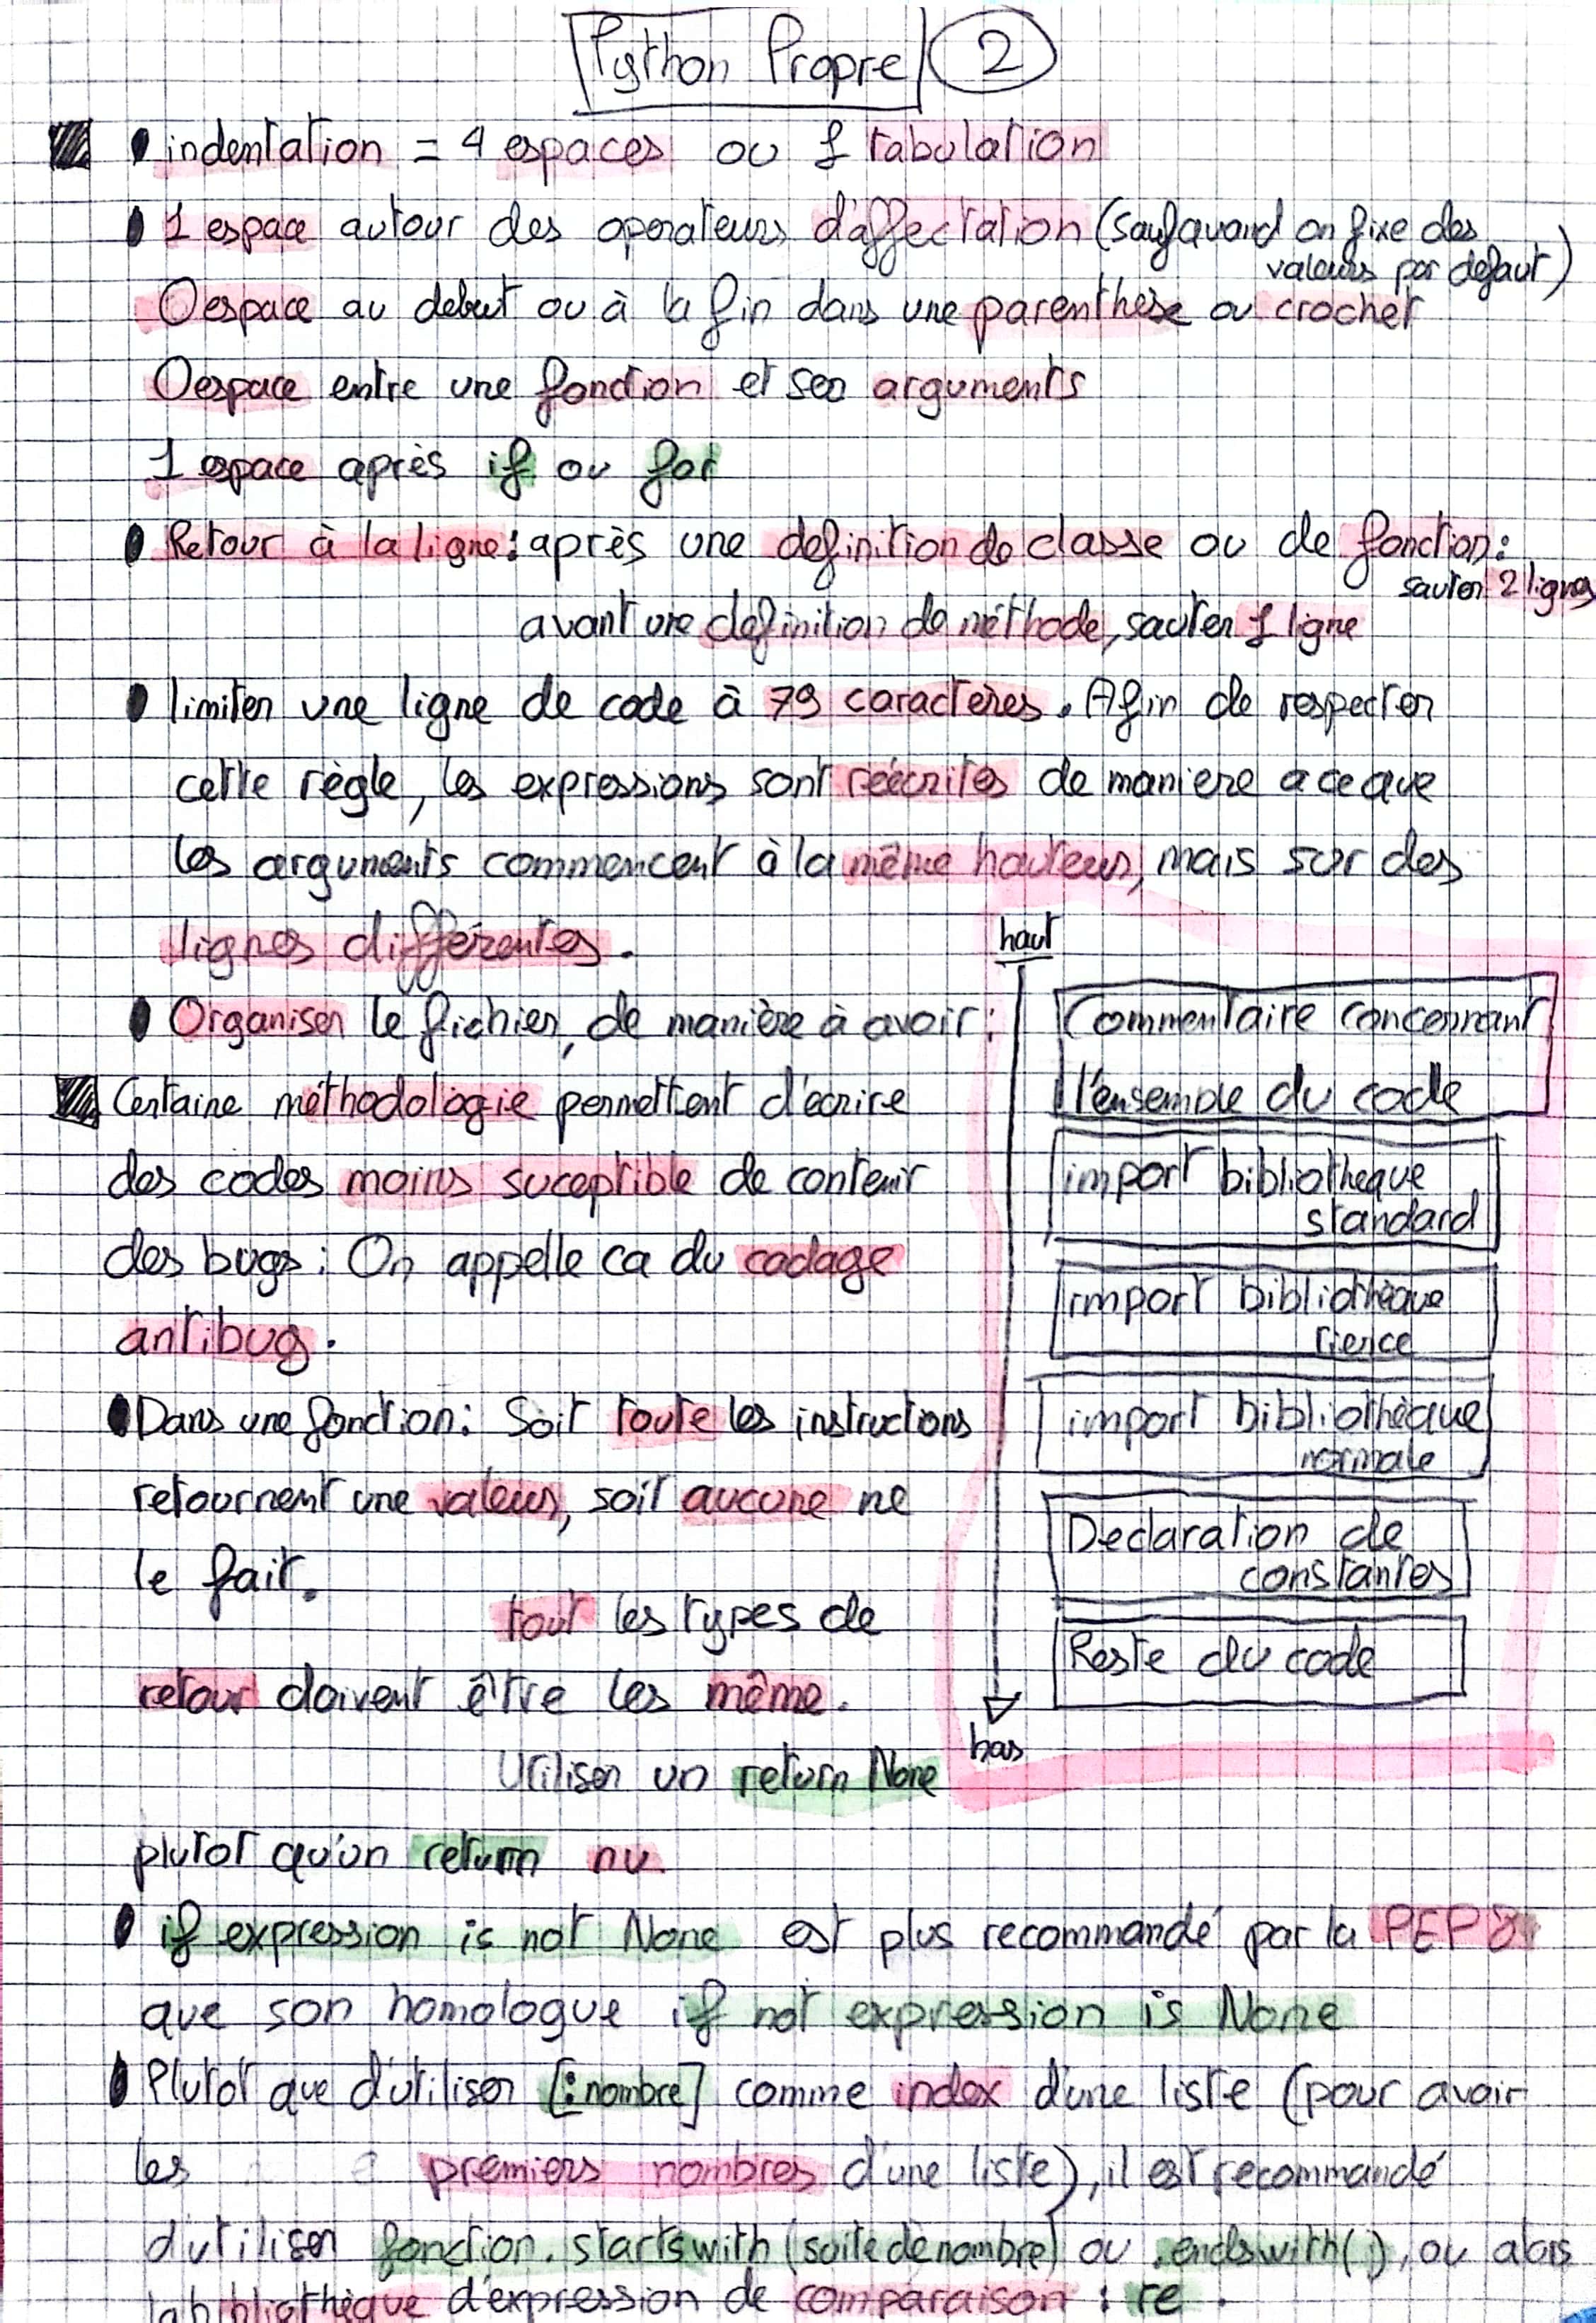 Python Propre 2
indentation = 4 espaces ou 1 tabulation
1 espace autour des operateurs d'affectation (sauf quand on fixe des
valeurs par defaut)
0 espace au debut ou à la fin dans une parenthèse ou crochet
0 espace entre une fonction et ses arguments
1 espace après if ou for
Retour à la ligne : après une definition de classe ou de fonction :
sauter 2 lignes
avant une definition de méthode, sauter 1 ligne
limiter une ligne de code à 79 caractères. Afin de respecter
cette règle, les expressions sont réécrites de maniere a ce que
les arguments commencent à la même hauteur, mais sur des
lignes différentes.
Organiser le fichier, de manière à avoir :
haut
Commentaire concernant
l'ensemble du code
import bibliotheque
standard
import bibliothèque
tierce
import bibliothèque
normale
Declaration de
constantes
Reste du code
bas
Certaine méthodologie permettent d'écrire
des codes moins suceptible de contenir
des bugs : On appelle ca du codage
antibug.
Dans une fonction : Soit toute les instructions
retournent une valeur, soit aucune ne
le fait.
tout les types de
retour doivent être les même.
Utiliser un return None
plutot qu'un return nu
if expression is not None est plus recommandé par la PEP 8
que son homologue if not expression is None
Plutot que d'utiliser [:nombre] comme index d'une liste (pour avoir
les premiers nombres d'une liste), il est recommandé
d'utiliser fonction.startswith(suite de nombre) ou .endswith(), ou alors
la bibliothèque d'expression de comparaison : re.